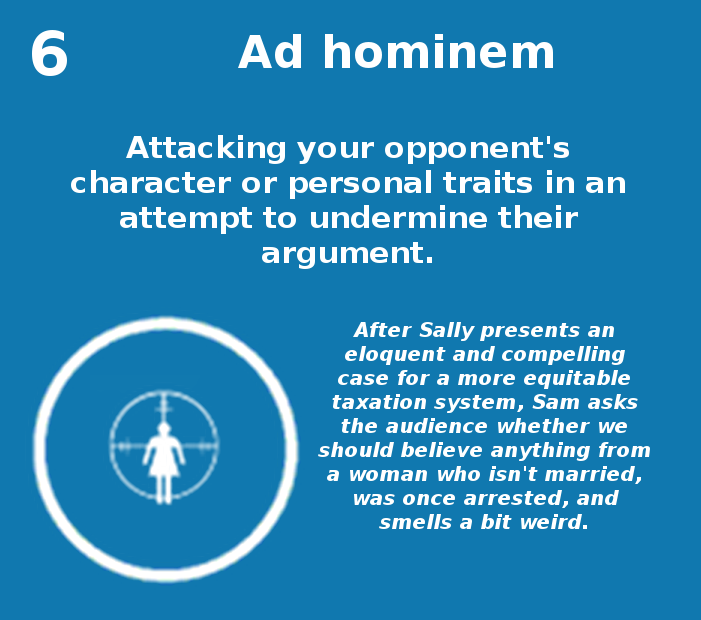 6
Ad hominem
Attacking your opponent's
character or personal traits in an
attempt to undermine their
argument.
After Sally presents an
eloquent and compelling
case for a more equitable
taxation system, Sam asks
the audience whether we
should believe anything from
a woman who isn't married,
was once arrested, and
smells a bit weird.